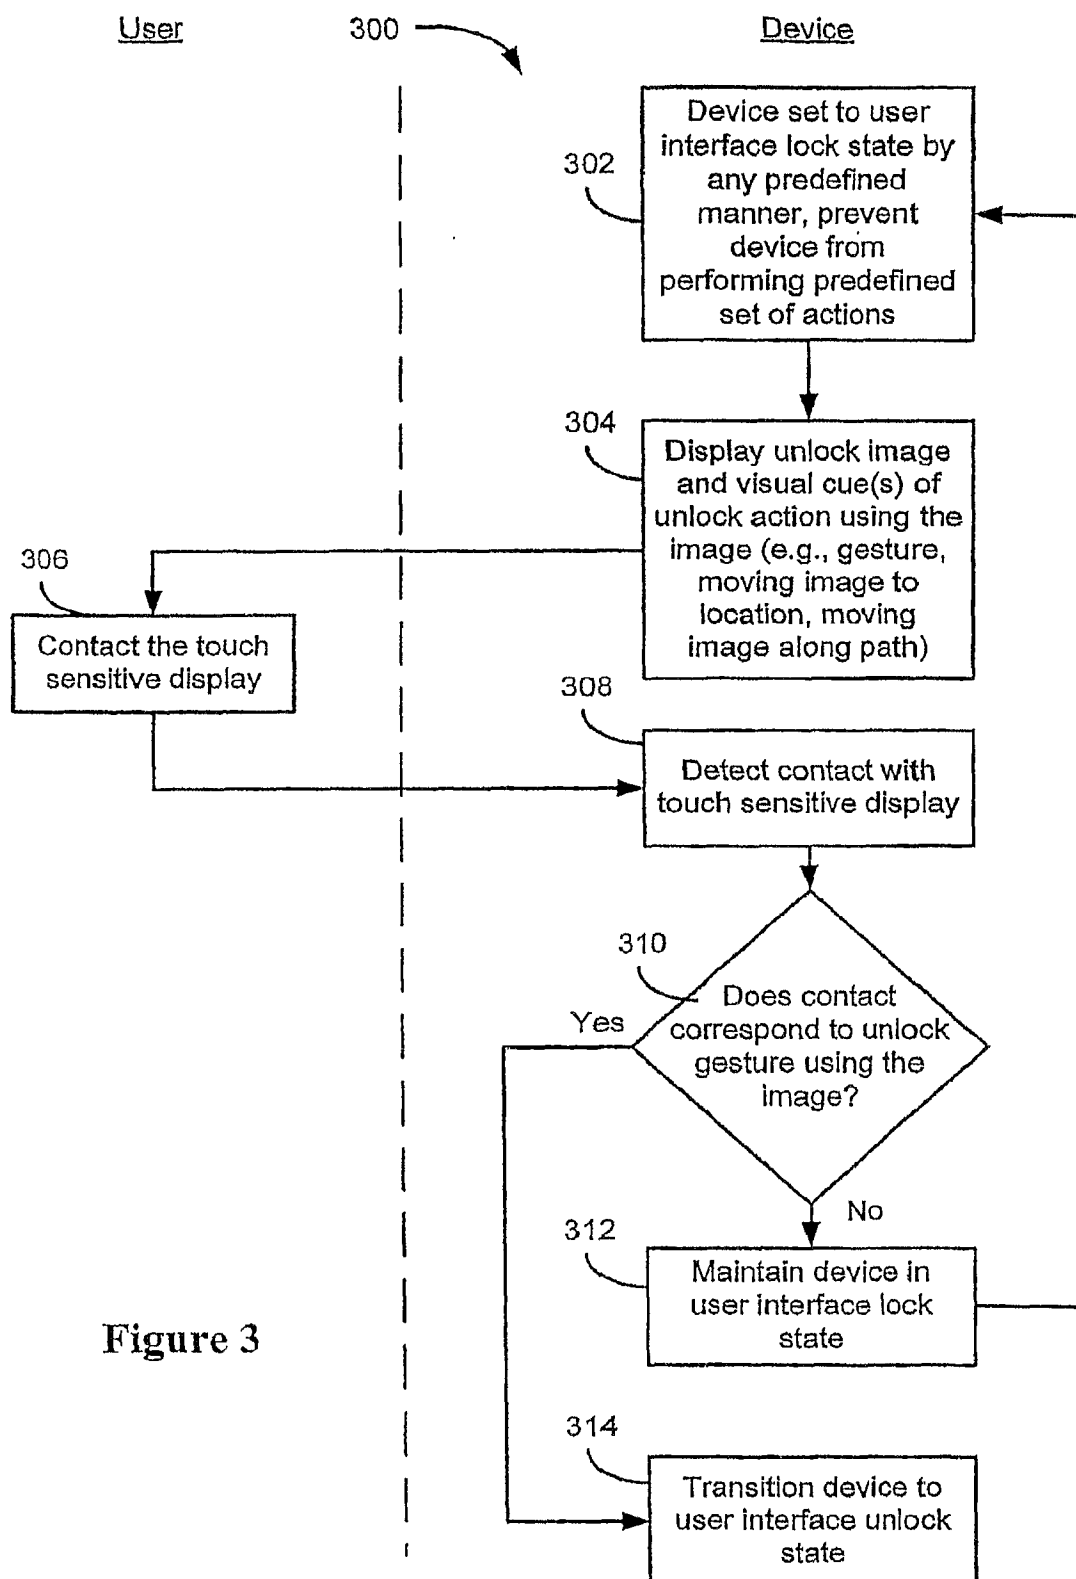 User
300
Device
302
Device set to user
interface lock state by
any predefined
manner, prevent
device from
performing predefined
set of actions
304
Display unlock image
and visual cue(s) of
unlock action using the
image (e.g., gesture,
moving image to
location, moving
image along path)
306
Contact the touch
sensitive display
308
Detect contact with
touch sensitive display
310
Does contact
correspond to unlock
gesture using the
image?
Yes
No
312
Maintain device in
user interface lock
state
Figure 3
314
Transition device to
user interface unlock
state